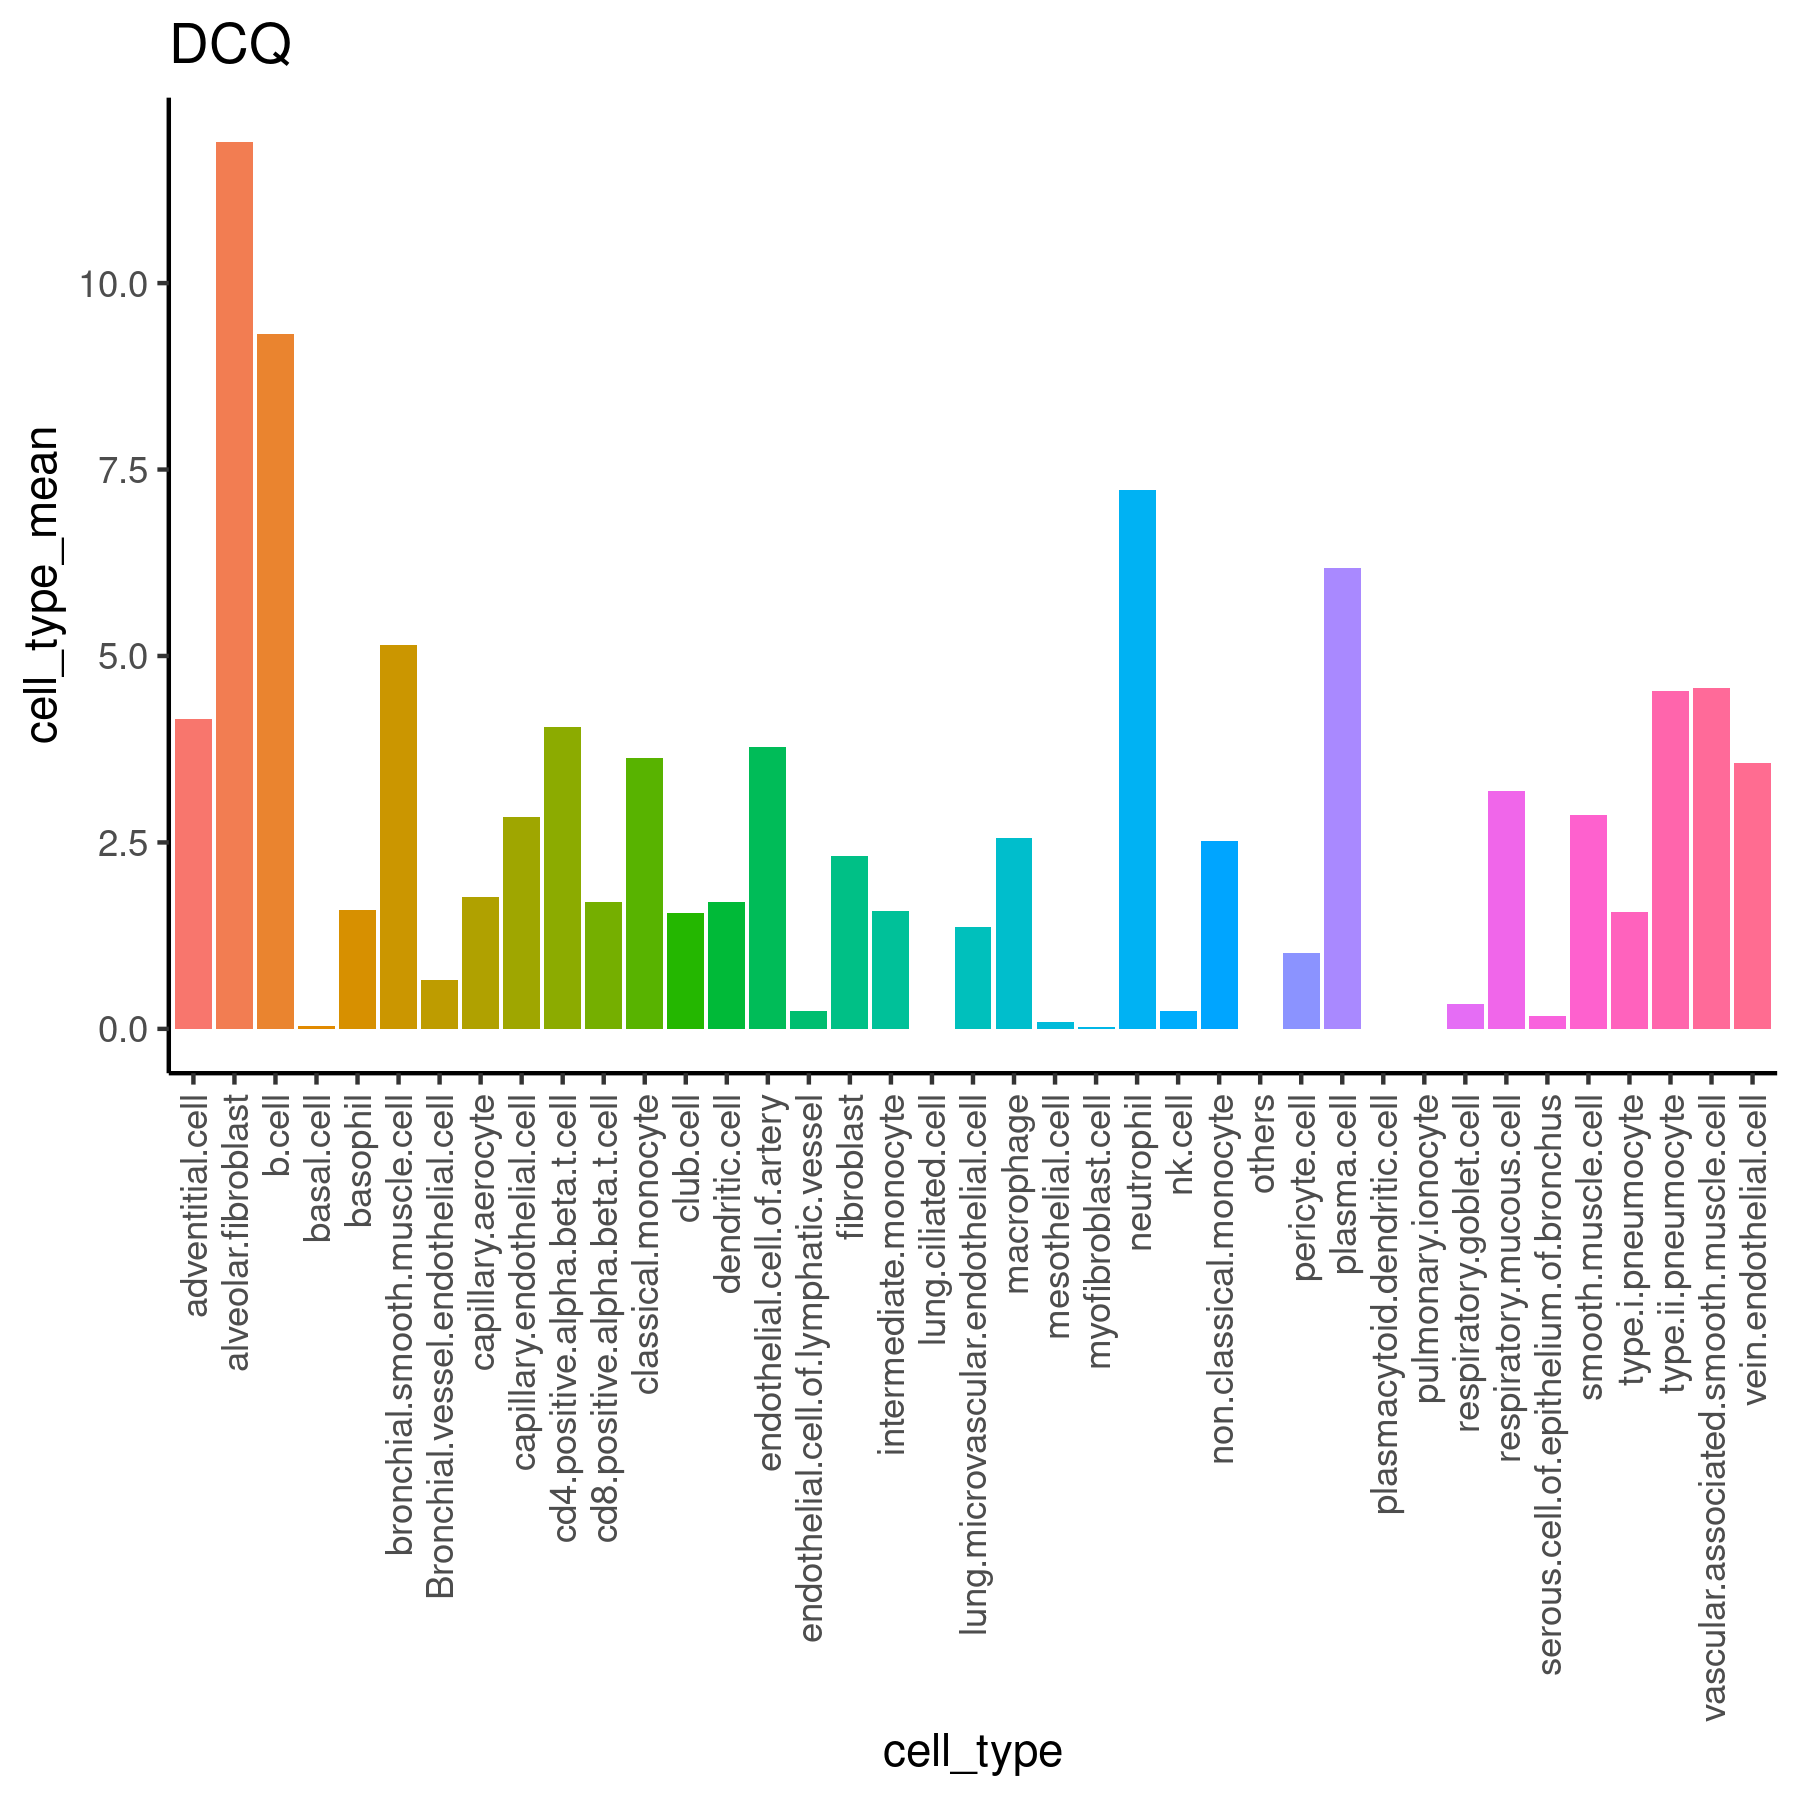 DCQ
cell_type_mean
10.0
7.5
5.0
2.5
0.0
adventitial.cell
alveolar.fibroblast
b.cell
basal.cell
basophil
bronchial.smooth.muscle.cell
Bronchial.vessel.endothelial.cell
capillary.aerocyte
capillary.endothelial.cell
cd4.positive.alpha.beta.t.cell
cd8.positive.alpha.beta.t.cell
classical.monocyte
club.cell
dendritic.cell
endothelial.cell.of.artery
endothelial.cell.of.lymphatic.vessel
fibroblast
intermediate.monocyte
lung.ciliated.cell
lung.microvascular.endothelial.cell
macrophage
mesothelial.cell
myofibroblast.cell
neutrophil
nk.cell
non.classical.monocyte
others
pericyte.cell
plasma.cell
plasmacytoid.dendritic.cell
pulmonary.ionocyte
respiratory.goblet.cell
respiratory.mucous.cell
serous.cell.of.epithelium.of.bronchus
smooth.muscle.cell
type.i.pneumocyte
type.ii.pneumocyte
vascular.associated.smooth.muscle.cell
vein.endothelial.cell
cell_type